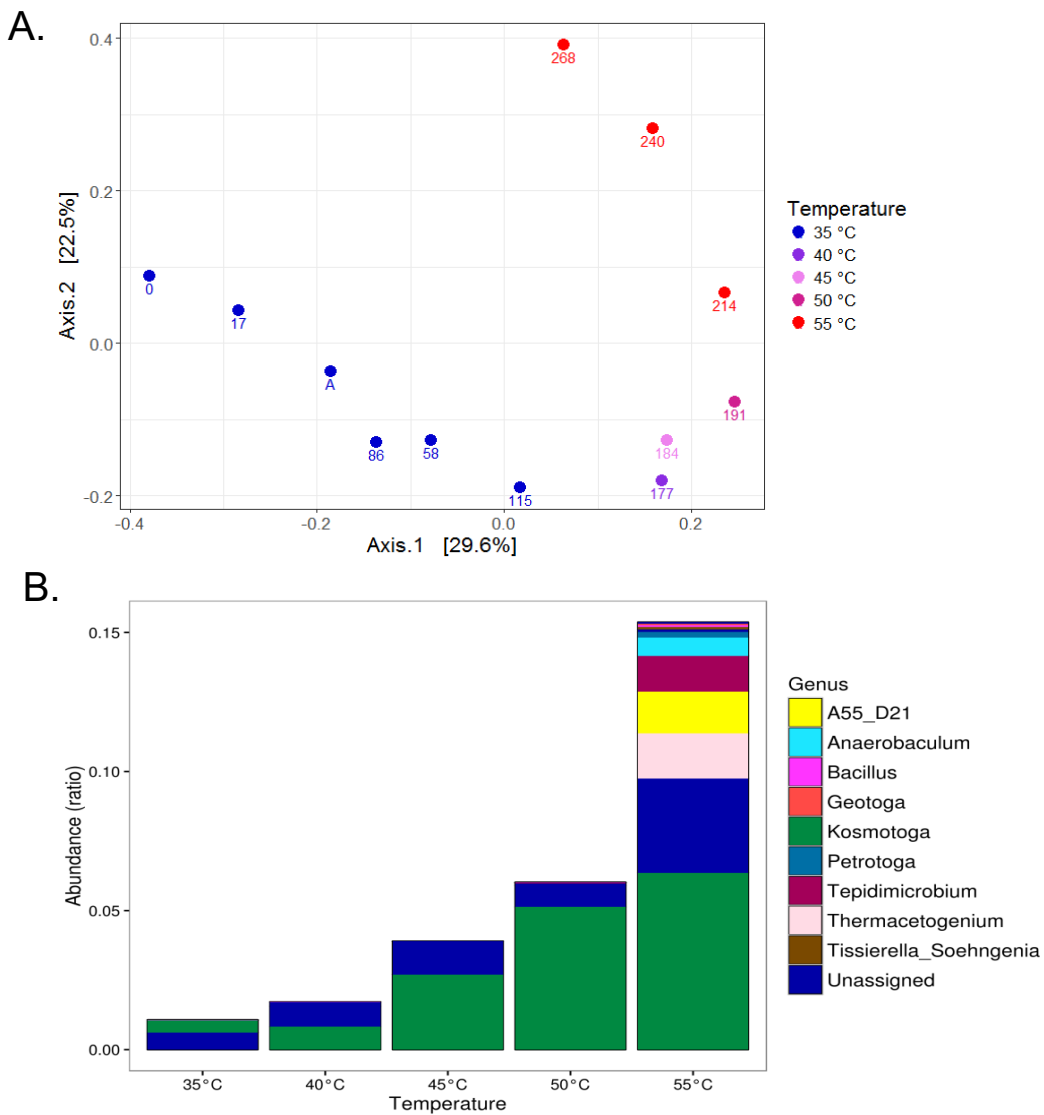 A.
0.4
0.2
0.0
-0.2
Axis.2 [22.5%]
268
240
0
17
214
A
191
86
58
184
115
177
-0.4
-0.2
0.0
0.2
Axis.1 [29.6%]
Temperature
35 °C
40 °C
45 °C
50 °C
55 °C
B.
0.15
0.10
0.05
0.00
Abundance (ratio)
35°C
40°C
45°C
50°C
55°C
Temperature
Genus
A55_D21
Anaerobaculum
Bacillus
Geotoga
Kosmotoga
Petrotoga
Tepidimicrobium
Thermacetogenium
Tissierella_Soehngenia
Unassigned